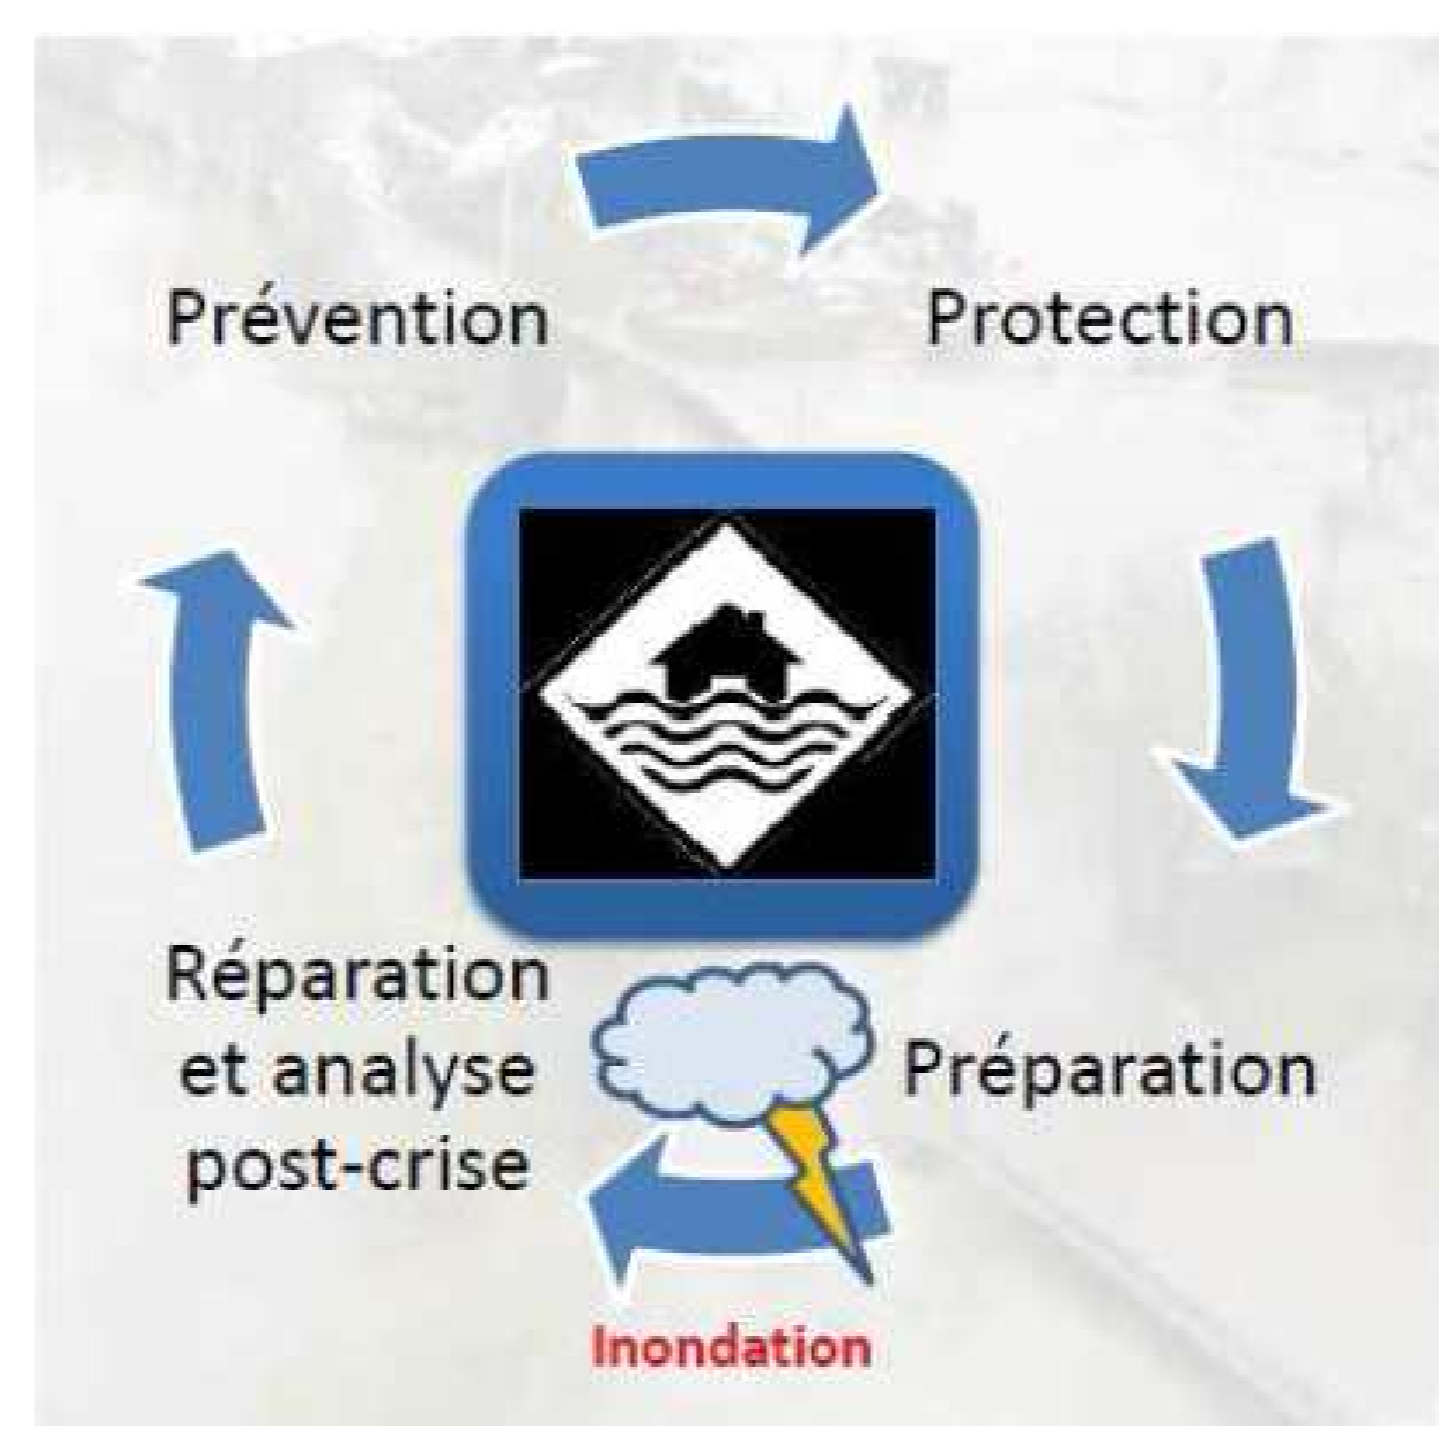 Prévention
Protection
Réparation
et analyse
post-crise
Préparation
Inondation